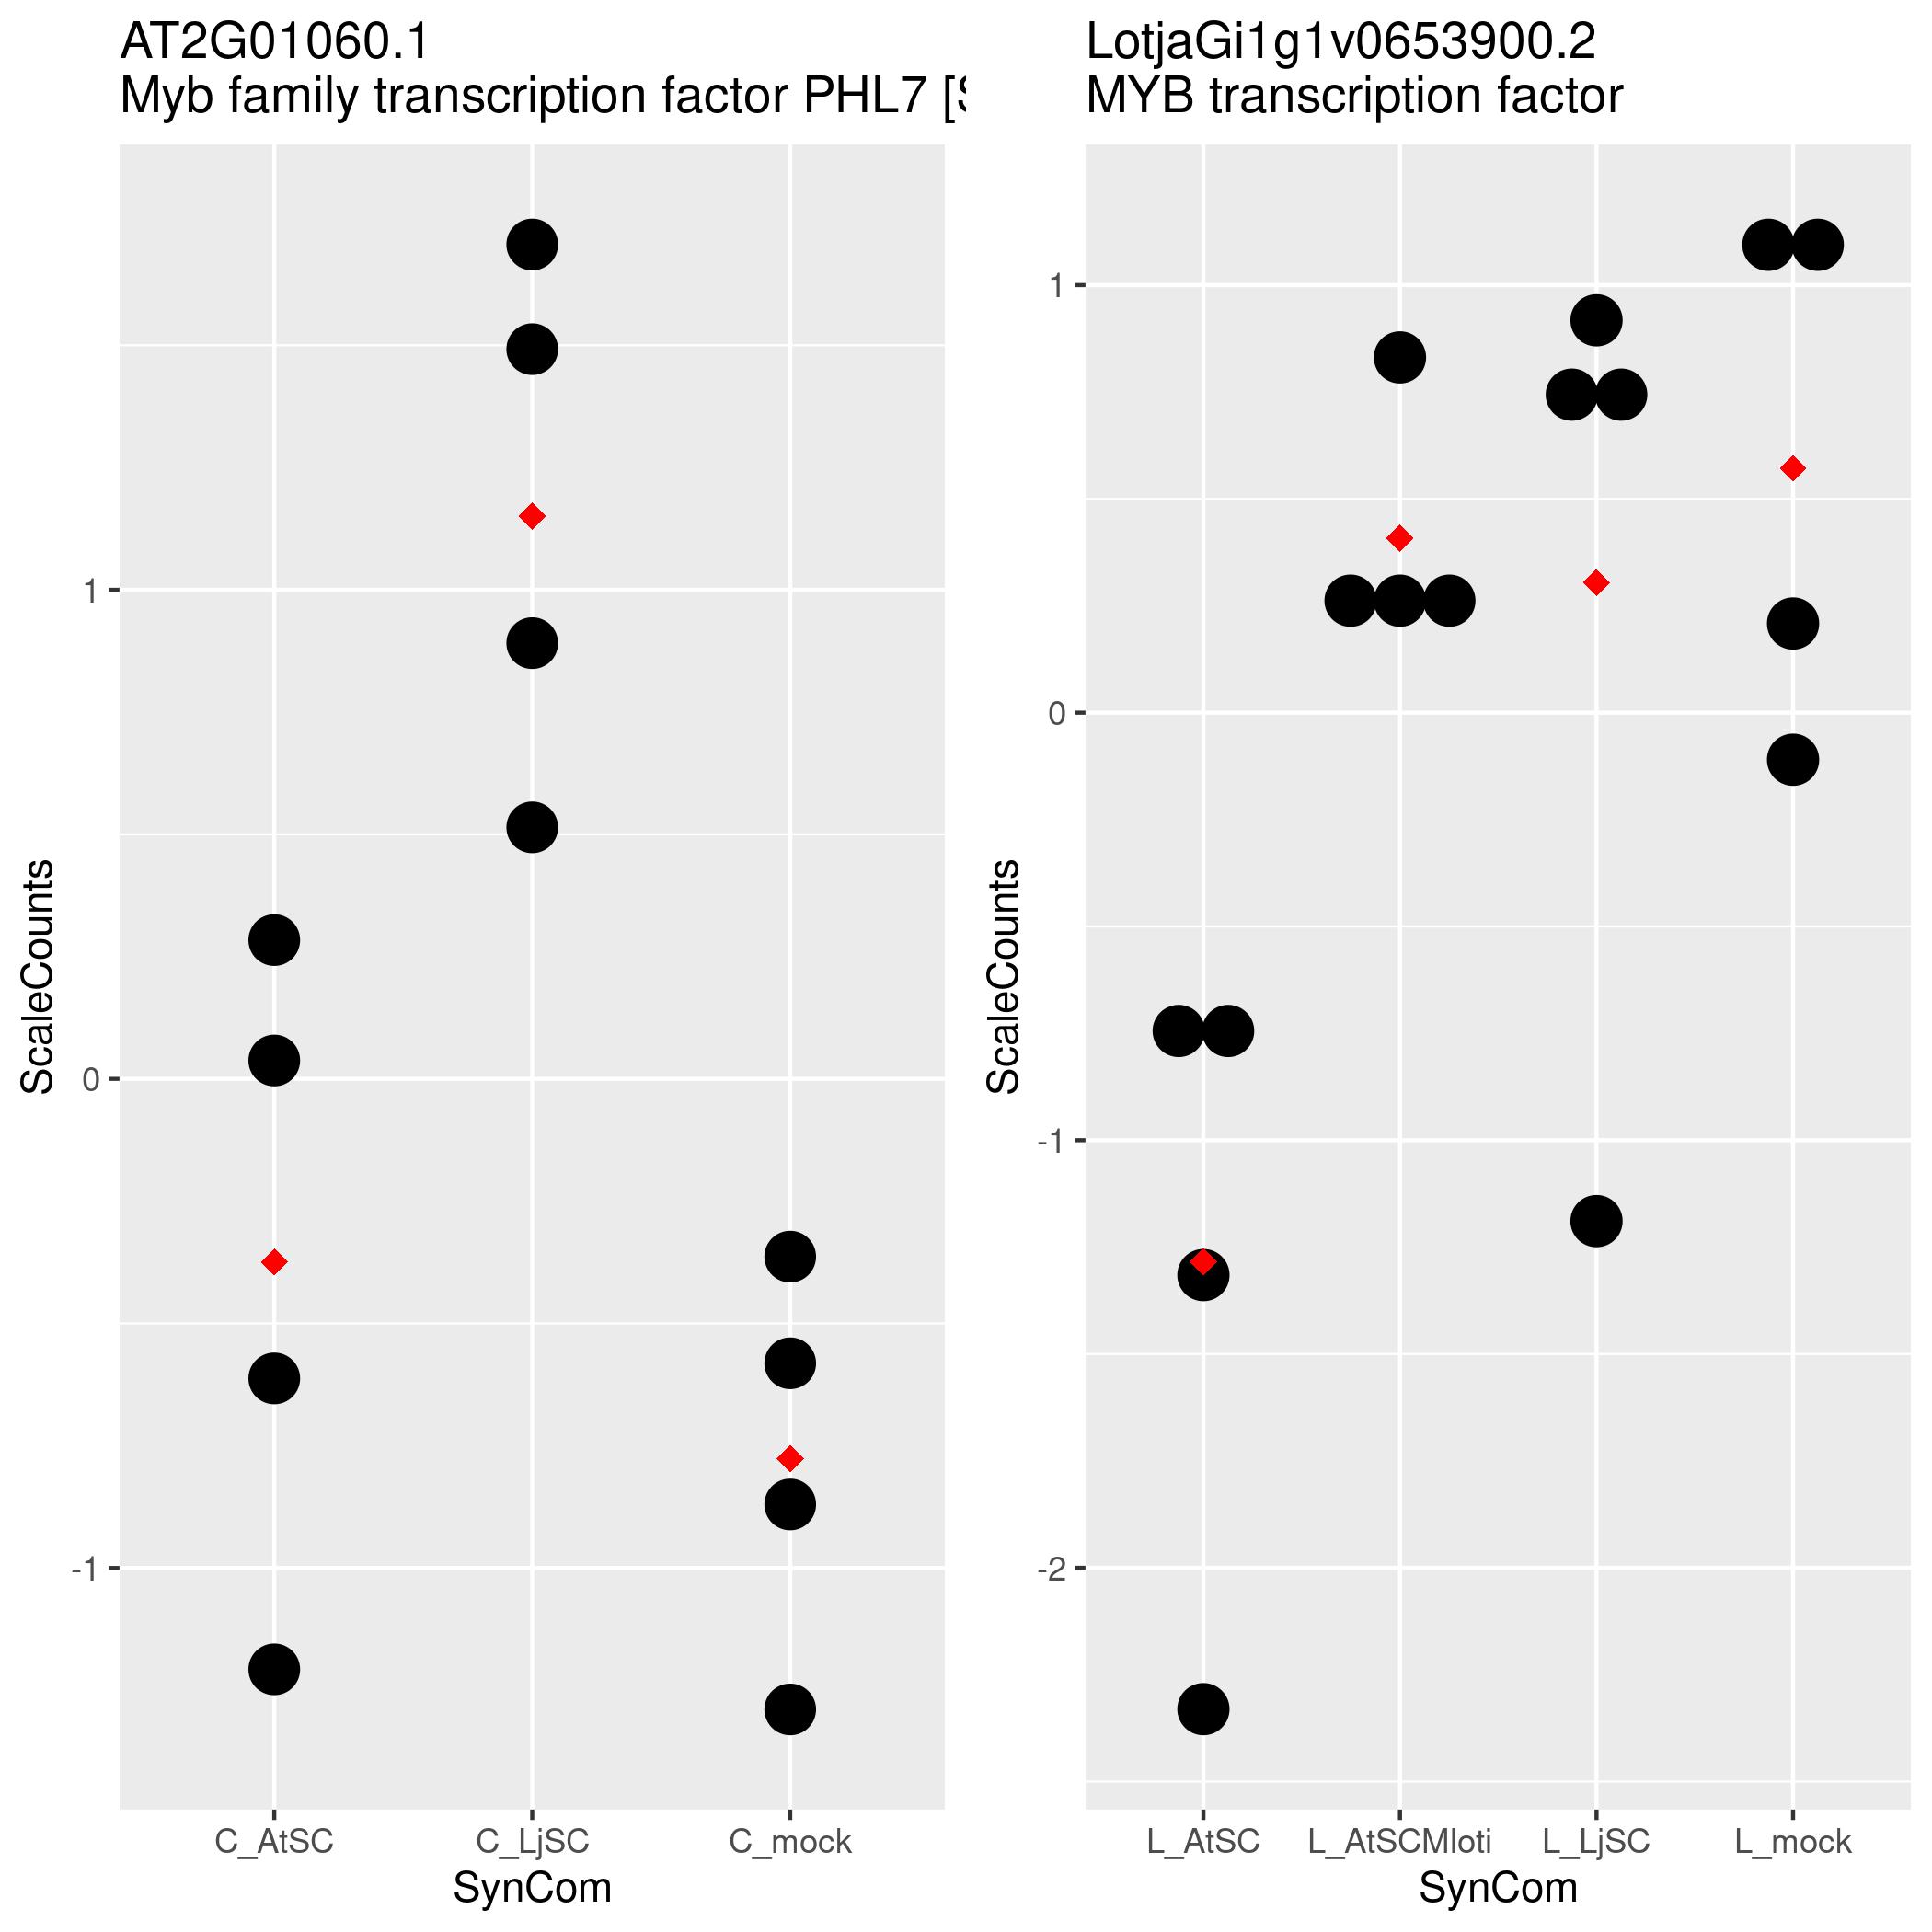 AT2G01060.1
Myb family transcription factor PHL7 [
ScaleCounts
1
0
-1
C_AtSC C_LjSC C_mock
SynCom
LotjaGi1g1v0653900.2
MYB transcription factor
ScaleCounts
1
0
-1
-2
L_AtSC L_AtSCMloti L_LjSC L_mock
SynCom